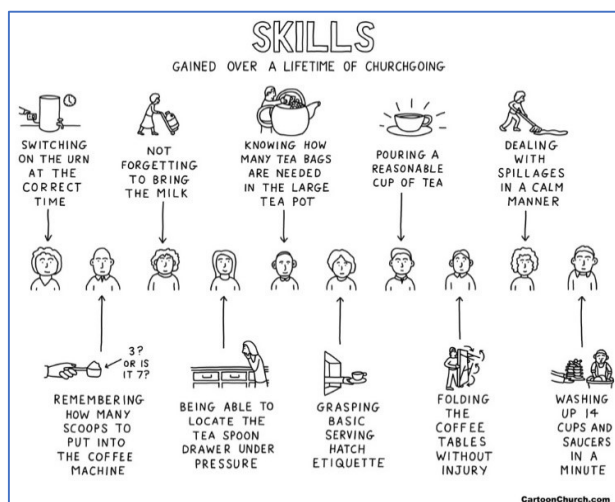 SKILLS
GAINED OVER A LIFETIME OF CHURCHGOING
SWITCHING
ON THE URN
AT THE
CORRECT
TIME
NOT
FORGETTING
TO BRING
THE MILK
KNOWING HOW
MANY TEA BAGS
ARE NEEDED
IN THE LARGE
TEA POT
POURING A
REASONABLE
CUP OF TEA
DEALING
WITH
SPILLAGES
IN A CALM
MANNER
3?
OR IS
IT 7?
REMEMBERING
HOW MANY
SCOOPS TO
PUT INTO
THE COFFEE
MACHINE
BEING ABLE TO
LOCATE THE
TEA SPOON
DRAWER UNDER
PRESSURE
GRASPING
BASIC
SERVING
HATCH
ETIQUETTE
FOLDING
THE
COFFEE
TABLES
WITHOUT
INJURY
WASHING
UP 14
CUPS AND
SAUCERS
IN A
MINUTE
CartoonChurch.com